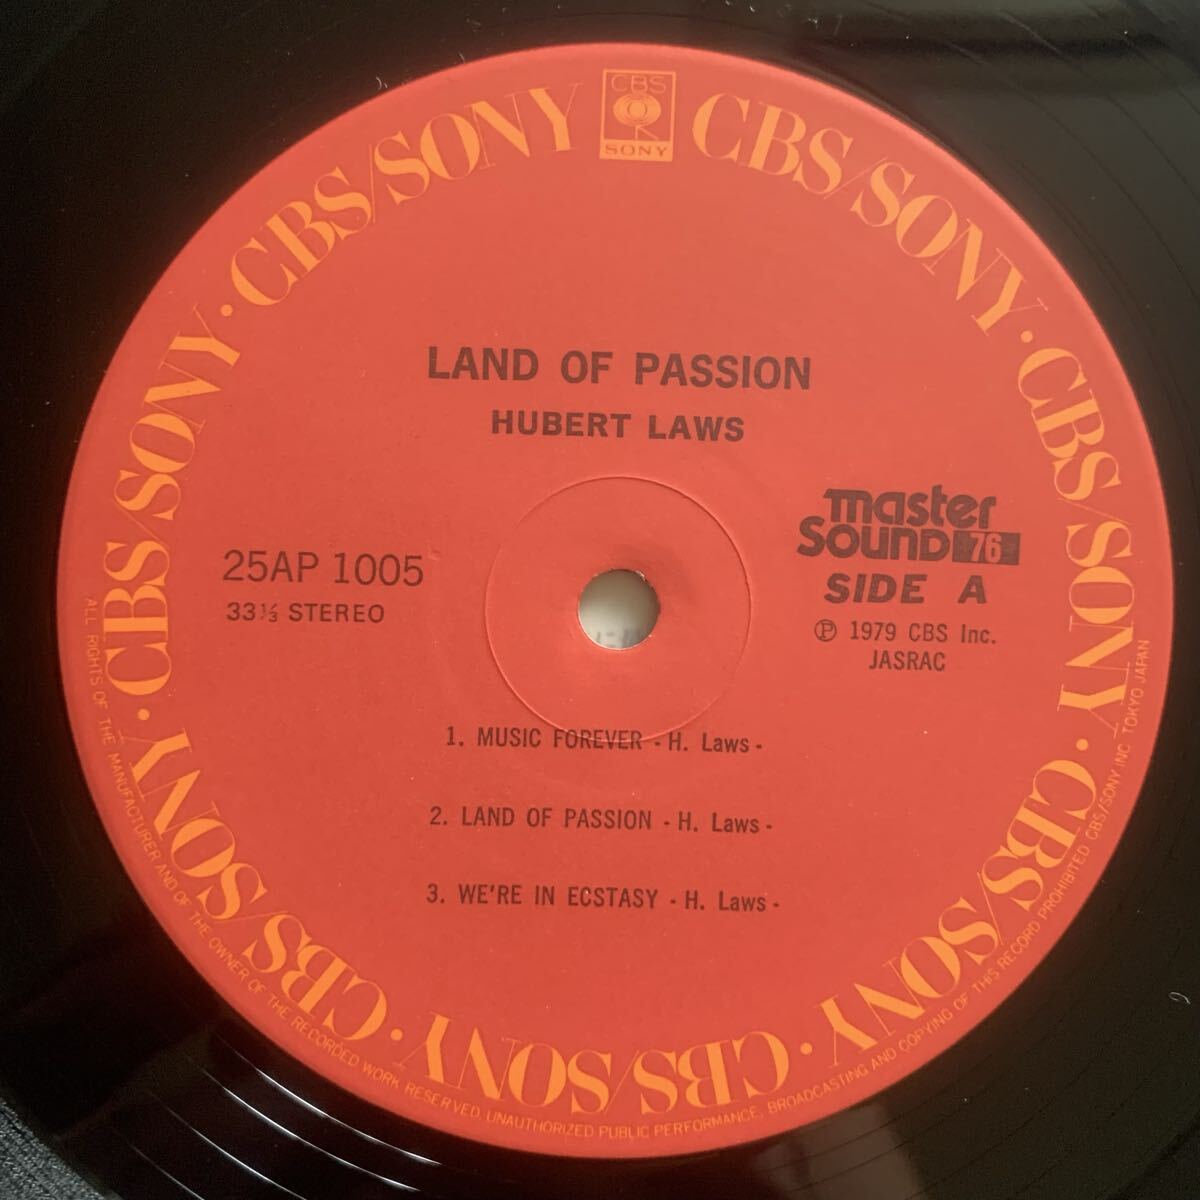 CBS
SONY
CBS/SONY · CBS/SONY · CBS/SONY · CBS/SONY · CBS/SONY · CBS/SONY · CBS/SONY · CBS/SONY
LAND OF PASSION
HUBERT LAWS
master
Sound 76
25AP 1005
SIDE A
33⅓ STEREO
Ⓟ 1979 CBS Inc.
JASRAC
1. MUSIC FOREVER - H. Laws -
2. LAND OF PASSION - H. Laws -
3. WE'RE IN ECSTASY - H. Laws -
ALL RIGHTS OF THE MANUFACTURER AND OF THE OWNER OF THE RECORDED WORK RESERVED UNAUTHORIZED PUBLIC PERFORMANCE, BROADCASTING AND COPYING OF THIS RECORD PROHIBITED CBS/SONY INC TOKYO JAPAN